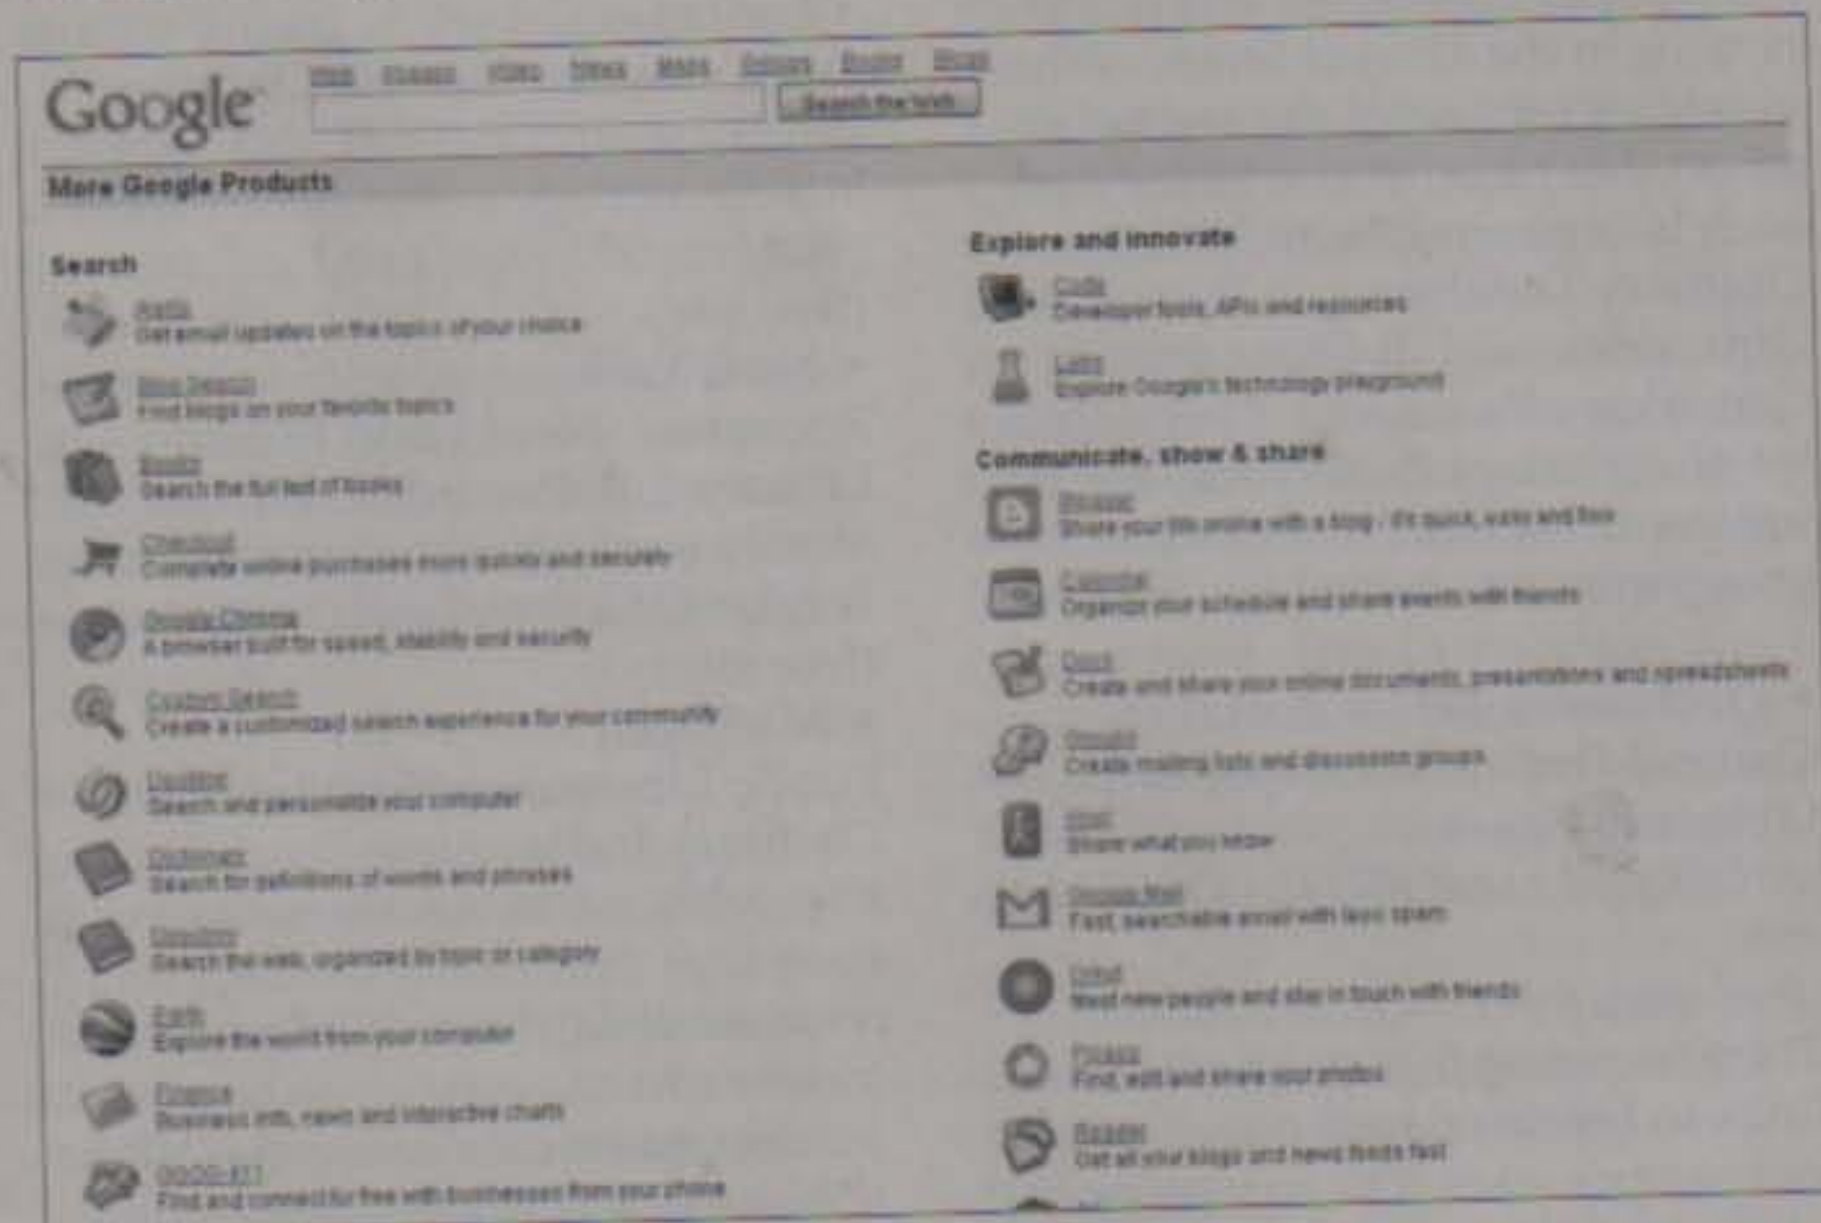 Google
Web Images Video News Maps Groups Books Blogs
Search the Web
More Google Products
Search
Alerts
Get email updates on the topics of your choice
Blog Search
Find blogs on your favorite topics
Books
Search the full text of books
Checkout
Complete online purchases more quickly and securely
Google Chrome
A browser built for speed, stability and security
Custom Search
Create a customized search experience for your community
Desktop
Search and personalize your computer
Dictionary
Search for definitions of words and phrases
Directory
Search the web, organized by topic or category
Earth
Explore the world from your computer
Finance
Business info, news and interactive charts
GOOG-411
Find and connect for free with businesses from your phone
Explore and innovate
Code
Developer tools, APIs and resources
Labs
Explore Google's technology playground
Communicate, show & share
Blogger
Share your life online with a blog - it's quick, easy and free
Calendar
Organize your schedule and share events with friends
Docs
Create and share your online documents, presentations and spreadsheets
Groups
Create mailing lists and discussion groups
Knol
Share what you know
Google Mail
Fast, searchable email with less spam
Orkut
Meet new people and stay in touch with friends
Picasa
Find, edit and share your photos
Reader
Get all your blogs and news feeds fast